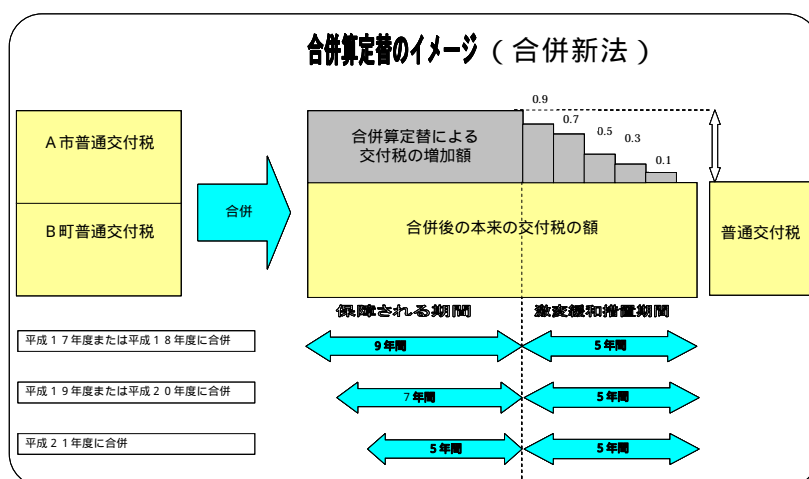 合併算定替のイメージ（合併新法）
0.9
0.7
0.5
0.3
0.1
A市普通交付税
合併算定替による
交付税の増加額
合併
B町普通交付税
合併後の本来の交付税の額
普通交付税
保障される期間
激変緩和措置期間
平成17年度または平成18年度に合併
9年間
5年間
平成19年度または平成20年度に合併
7年間
5年間
平成21年度に合併
5年間
5年間